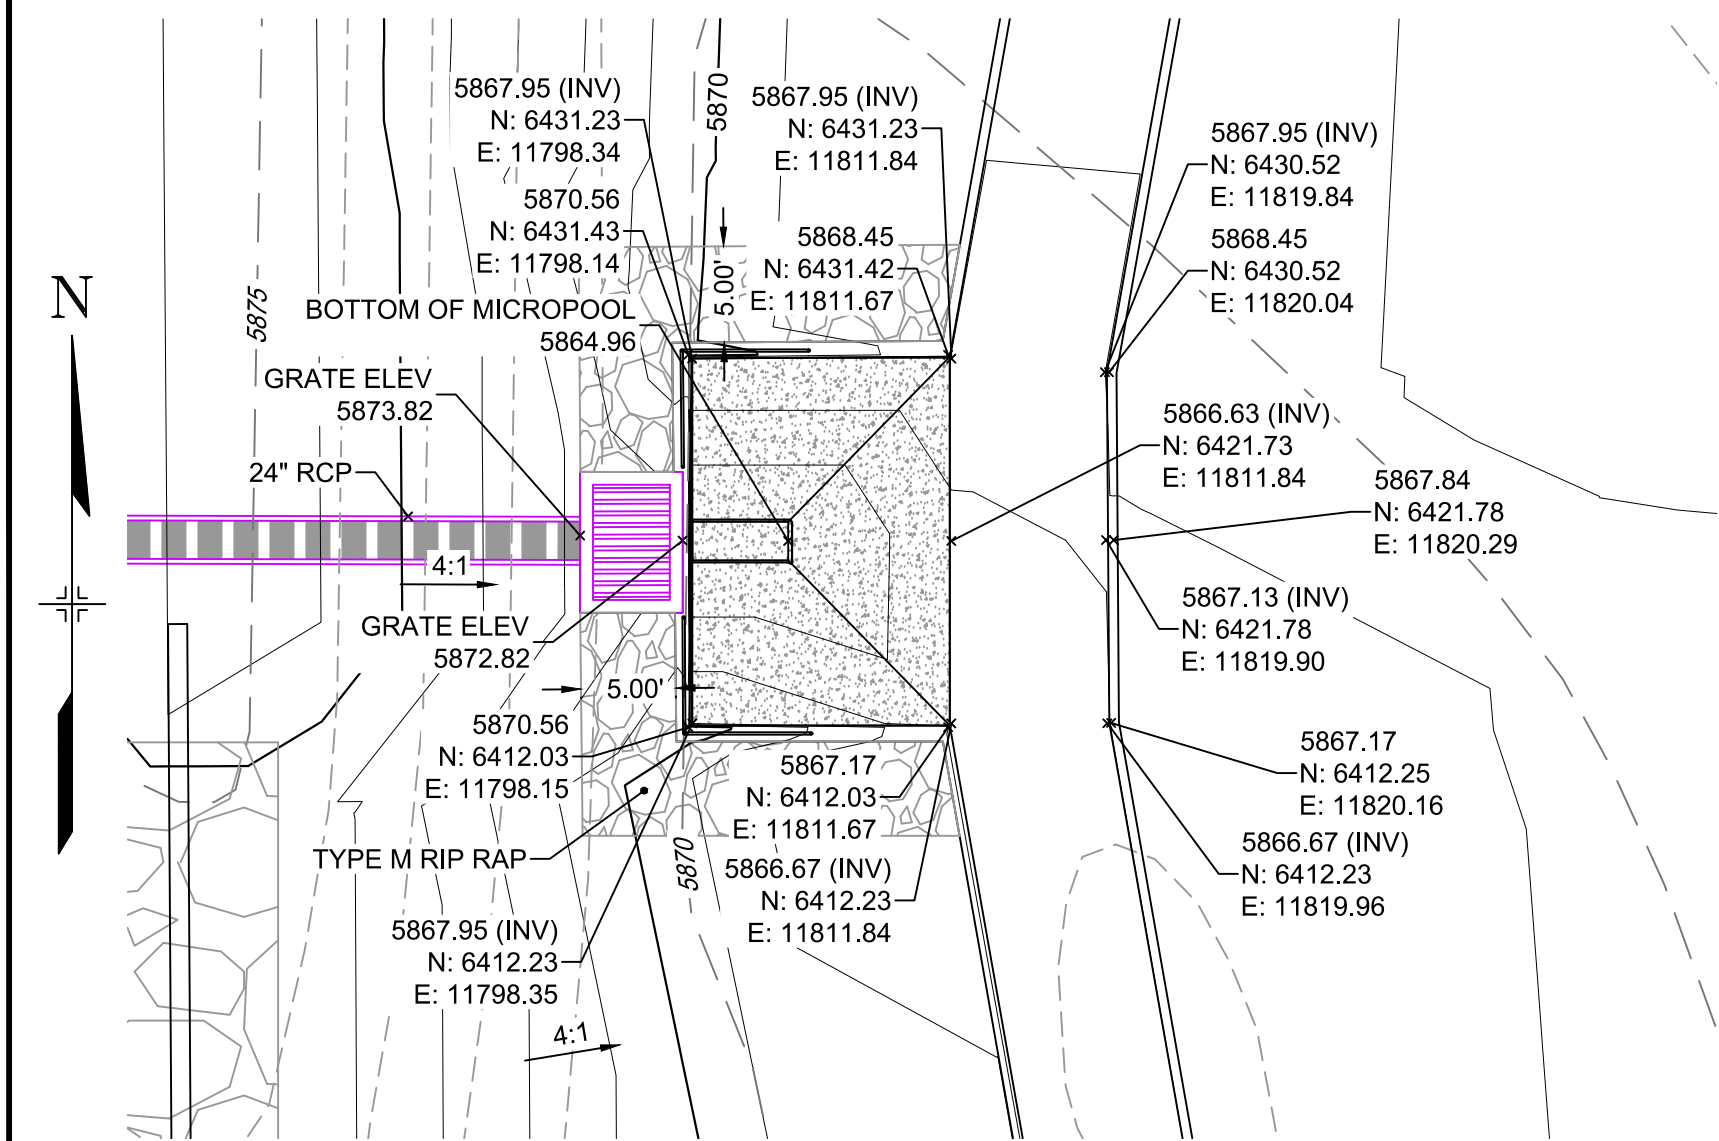 5867.95 (INV)
N: 6431.23
E: 11798.34
5870.56
N: 6431.43
E: 11798.14
BOTTOM OF MICROPOOL
5864.96
GRATE ELEV
5873.82
24" RCP
4:1
GRATE ELEV
5872.82
5.00'
5870.56
N: 6412.03
E: 11798.15
TYPE M RIP RAP
5867.95 (INV)
N: 6412.23
E: 11798.35
4:1
N
5875
5870
5.00'
5867.95 (INV)
N: 6431.23
E: 11811.84
5868.45
N: 6431.42
E: 11811.67
5870
5867.17
N: 6412.03
E: 11811.67
5866.67 (INV)
N: 6412.23
E: 11811.84
5867.95 (INV)
N: 6430.52
E: 11819.84
5868.45
N: 6430.52
E: 11820.04
5866.63 (INV)
N: 6421.73
E: 11811.84
5867.84
N: 6421.78
E: 11820.29
5867.13 (INV)
N: 6421.78
E: 11819.90
5867.17
N: 6412.25
E: 11820.16
5866.67 (INV)
N: 6412.23
E: 11819.96